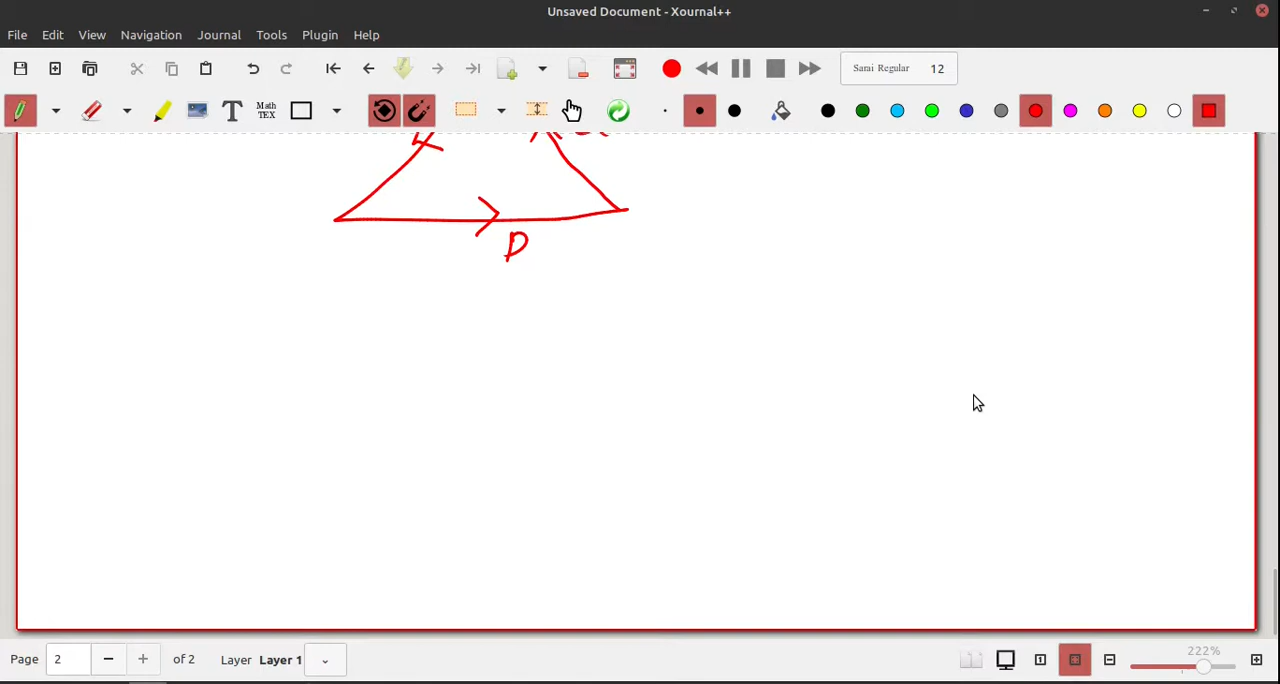 Unsaved Document - Xournal++
File Edit View Navigation Journal Tools Plugin Help
Sami Regular 12
Math
TEX
D
Page 2 of 2 Layer Layer 1 222%